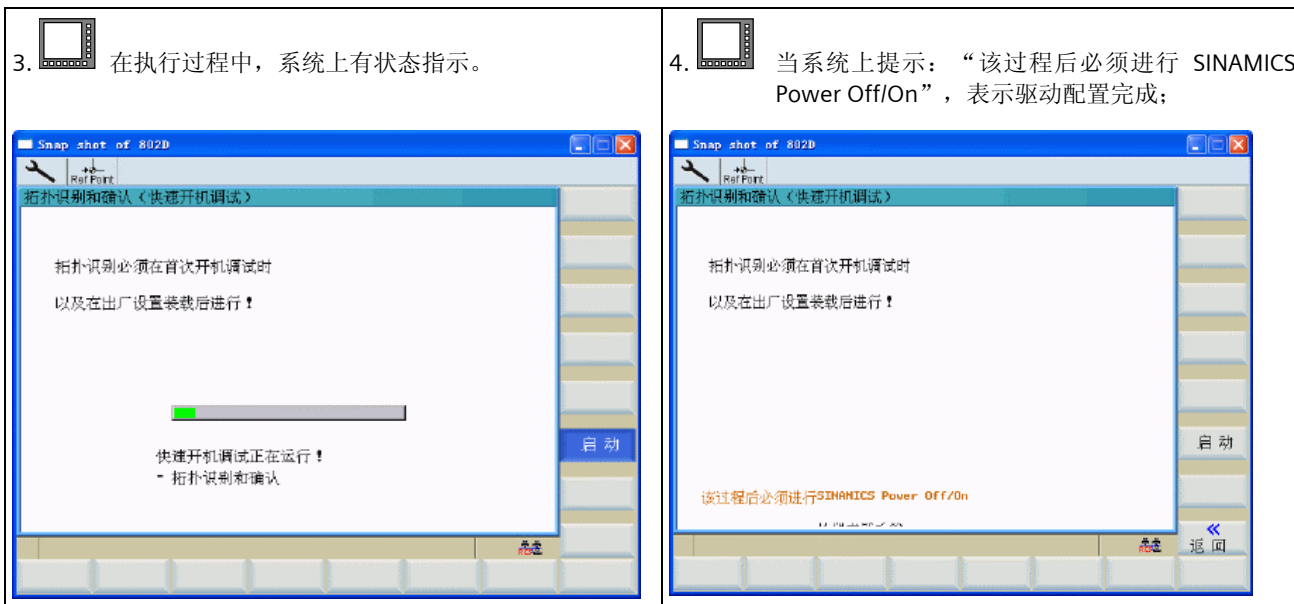 3. 在执行过程中，系统上有状态指示。
Snap shot of 802D
Ref Point
拓扑识别和确认（快速开机调试）
拓扑识别必须在首次开机调试时
以及在出厂设置装载后进行！
快速开机调试正在运行！
- 拓扑识别和确认
启动
4. 当系统上提示：“该过程后必须进行 SINAMICS
Power Off/On”，表示驱动配置完成；
Snap shot of 802D
Ref Point
拓扑识别和确认（快速开机调试）
拓扑识别必须在首次开机调试时
以及在出厂设置装载后进行！
启动
该过程后必须进行SINAMICS Power Off/On
«
返回